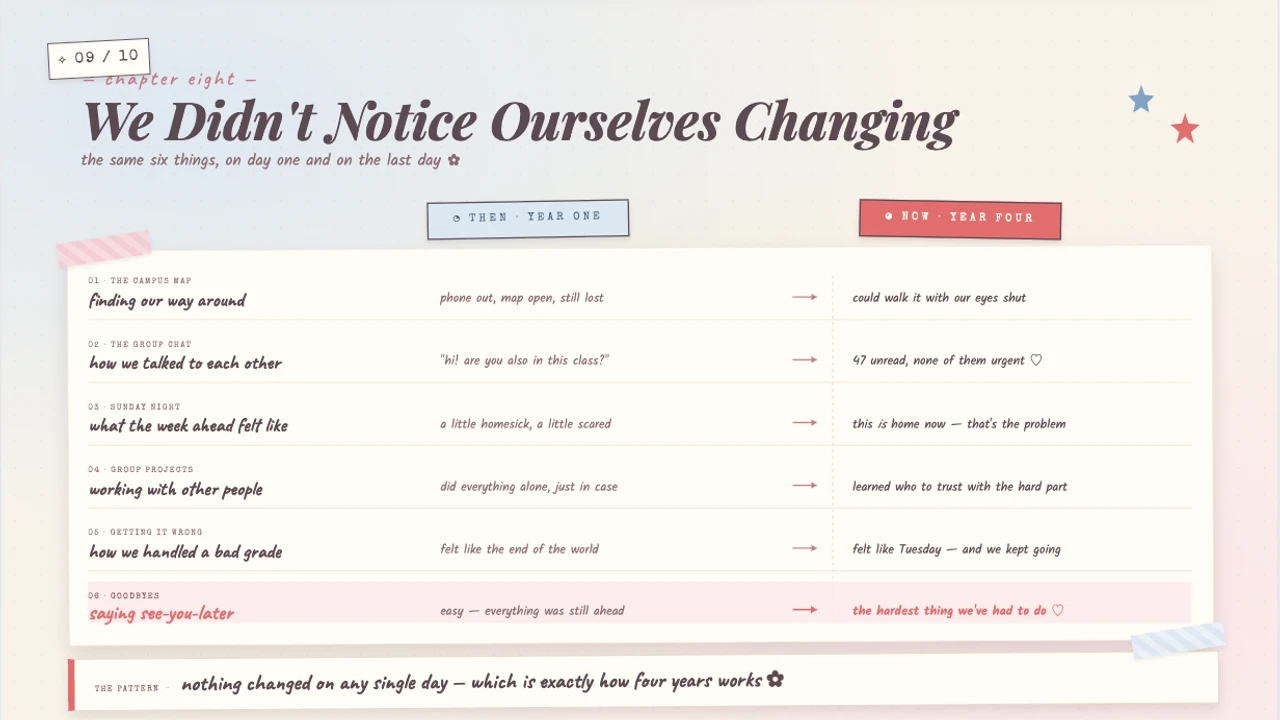 ✧ 09 / 10
— chapter eight —
We Didn't Notice Ourselves Changing
the same six things, on day one and on the last day ✿
◔ THEN · YEAR ONE
◕ NOW · YEAR FOUR
01 · THE CAMPUS MAP
finding our way around
phone out, map open, still lost
→
could walk it with our eyes shut
02 · THE GROUP CHAT
how we talked to each other
"hi! are you also in this class?"
→
47 unread, none of them urgent ♡
03 · SUNDAY NIGHT
what the week ahead felt like
a little homesick, a little scared
→
this is home now — that's the problem
04 · GROUP PROJECTS
working with other people
did everything alone, just in case
→
learned who to trust with the hard part
05 · GETTING IT WRONG
how we handled a bad grade
felt like the end of the world
→
felt like Tuesday — and we kept going
06 · GOODBYES
saying see-you-later
easy — everything was still ahead
→
the hardest thing we've had to do ♡
THE PATTERN · nothing changed on any single day — which is exactly how four years works ✿